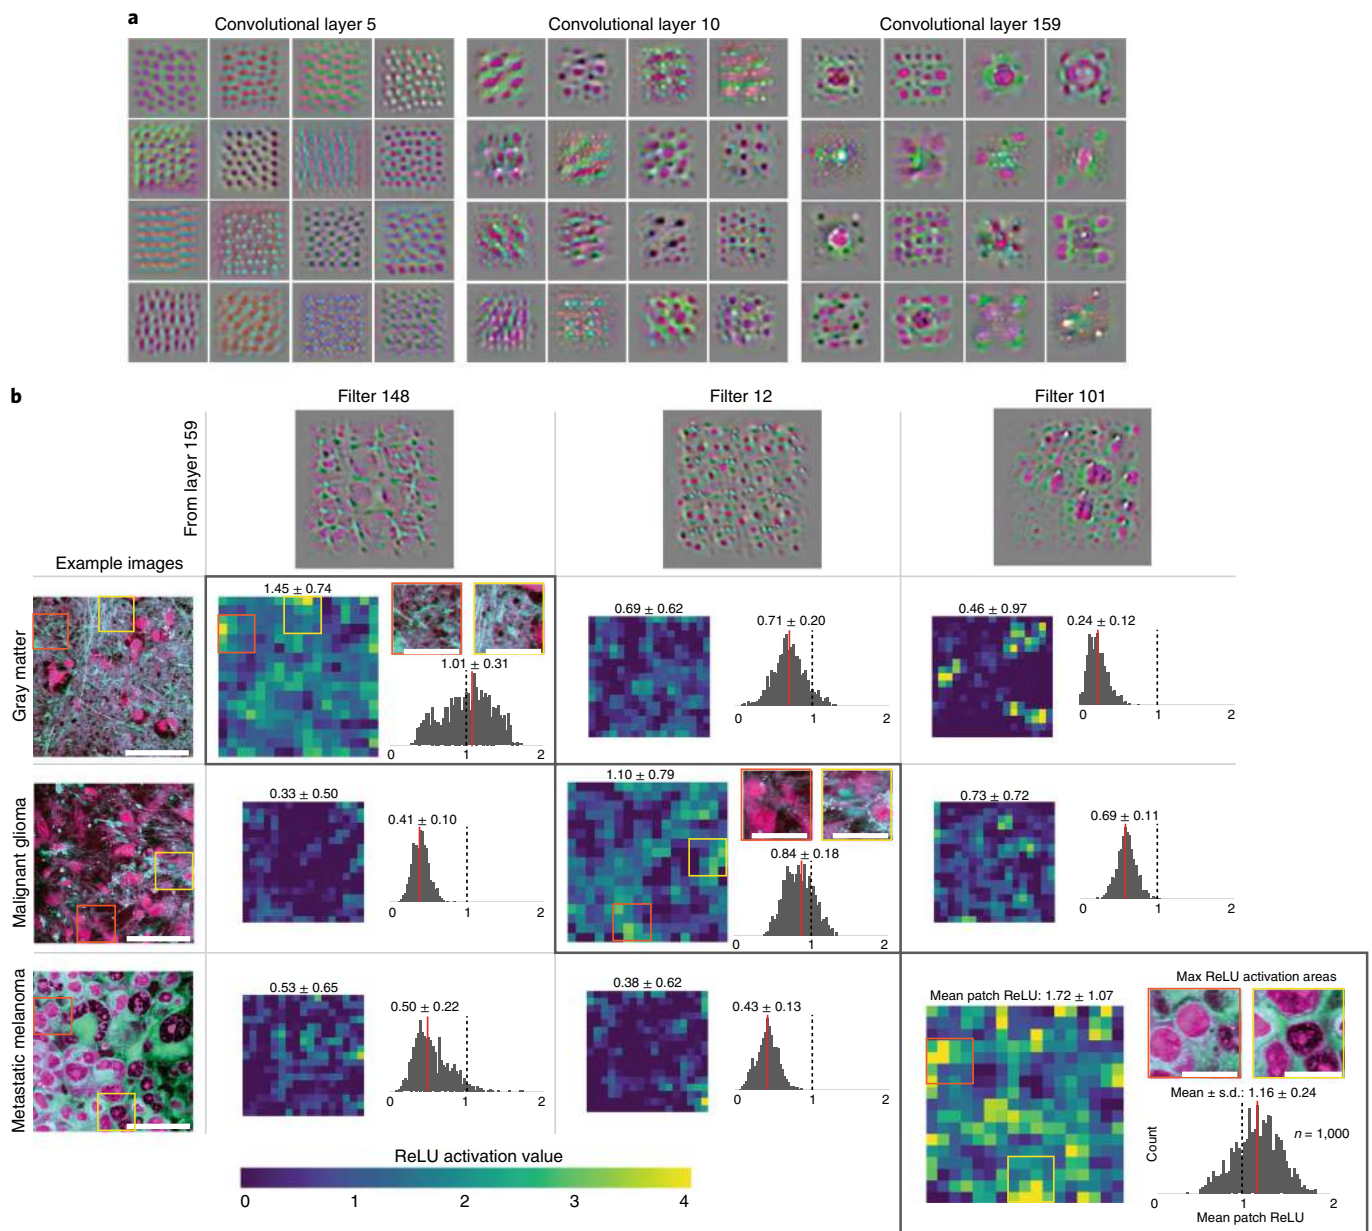 a
Convolutional layer 5
Convolutional layer 10
Convolutional layer 159
b
From layer 159
Filter 148
Filter 12
Filter 101
Example images
Gray matter
1.45 ± 0.74
1.01 ± 0.31
0 1 2
0.69 ± 0.62
0.71 ± 0.20
0 1 2
0.46 ± 0.97
0.24 ± 0.12
0 1 2
Malignant glioma
0.33 ± 0.50
0.41 ± 0.10
0 1 2
1.10 ± 0.79
0.84 ± 0.18
0 1 2
0.73 ± 0.72
0.69 ± 0.11
0 1 2
Metastatic melanoma
0.53 ± 0.65
0.50 ± 0.22
0 1 2
0.38 ± 0.62
0.43 ± 0.13
0 1 2
Mean patch ReLU: 1.72 ± 1.07
Max ReLU activation areas
Mean ± s.d.: 1.16 ± 0.24
n = 1,000
Count
0 1 2
Mean patch ReLU
ReLU activation value
0 1 2 3 4